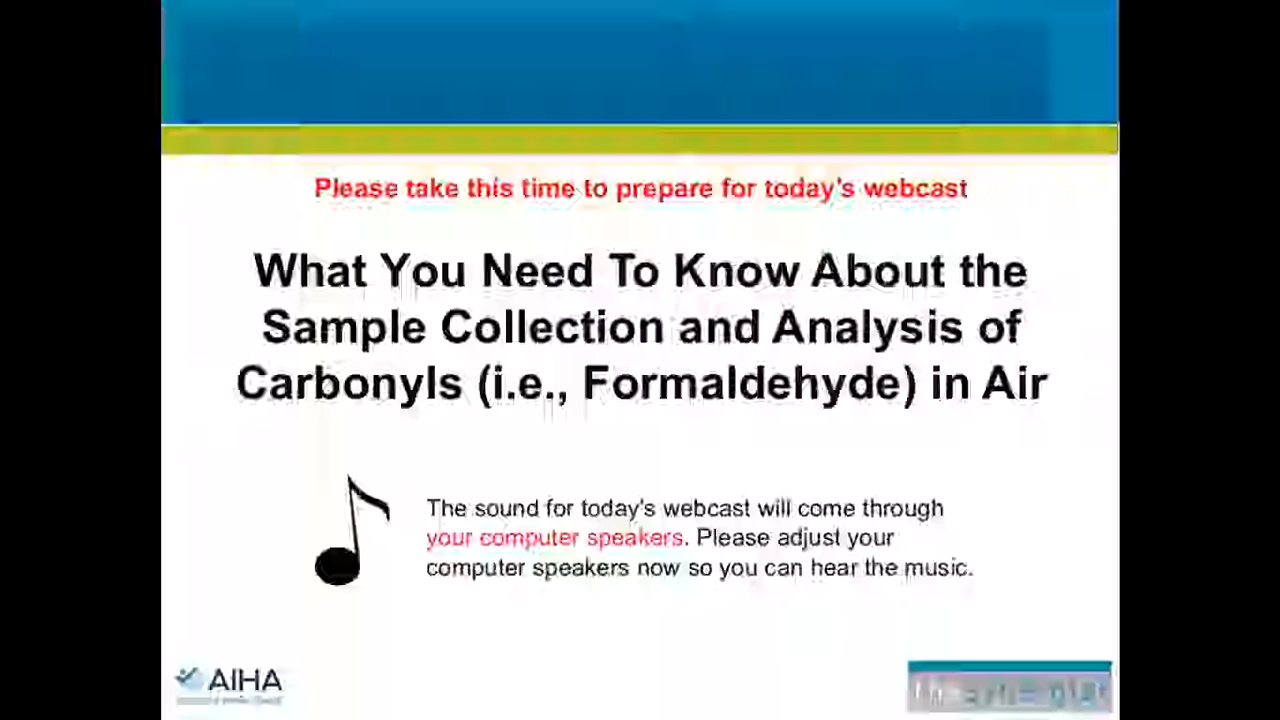 Please take this time to prepare for today's webcast
What You Need To Know About the
Sample Collection and Analysis of
Carbonyls (i.e., Formaldehyde) in Air
The sound for today's webcast will come through
your computer speakers. Please adjust your
computer speakers now so you can hear the music.
AIHA